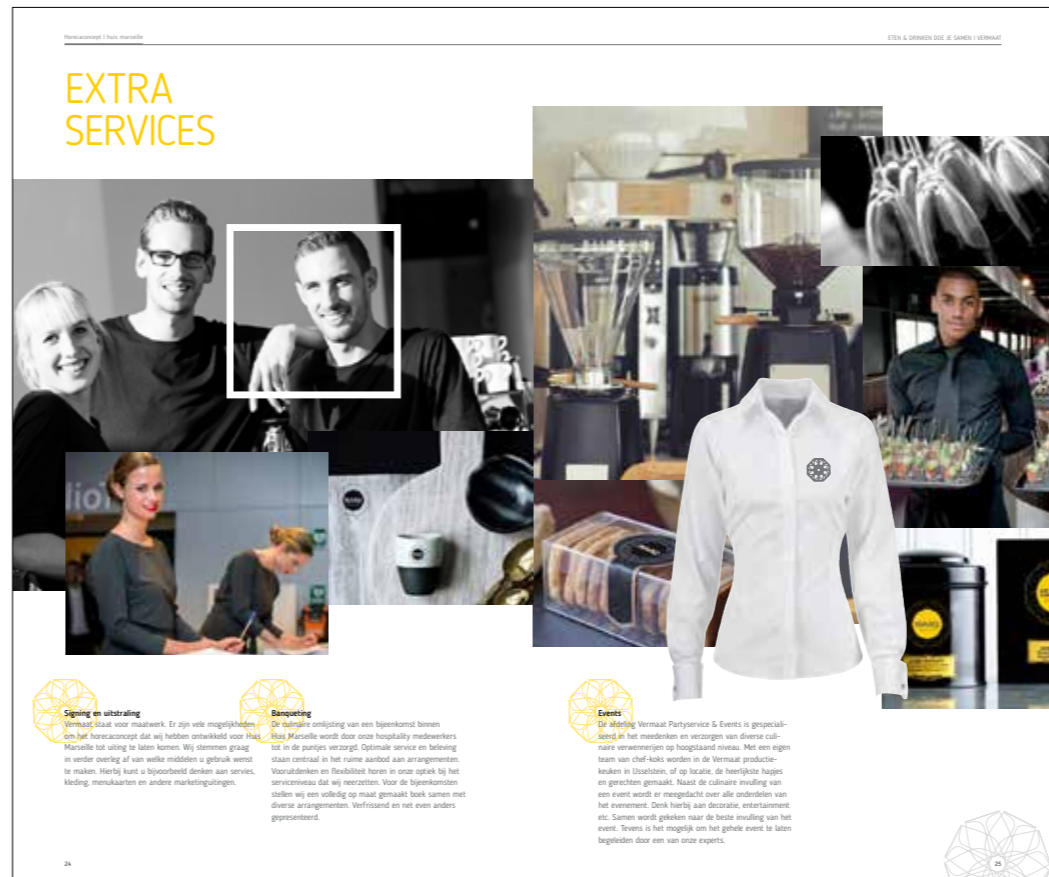 Horecaconcept | huis marseille
ETEN & DRINKEN DOE JE SAMEN | VERMAAT
EXTRA
SERVICES
Signing en uitstraling
Vermaat staat voor maatwerk. Er zijn vele mogelijkheden
om het horecaconcept dat wij hebben ontwikkeld voor Huis
Marseille tot uiting te laten komen. Wij stemmen graag
in verder overleg af van welke middelen u gebruik wenst
te maken. Hierbij kunt u bijvoorbeeld denken aan servies,
kleding, menukaarten en andere marketinguitingen.
Banqueting
De culinaire omlijsting van een bijeenkomst binnen
Huis Marseille wordt door onze hospitality medewerkers
tot in de puntjes verzorgd. Optimale service en beleving
staan centraal in het ruime aanbod aan arrangementen.
Vooruitdenken en flexibiliteit horen in onze optiek bij het
serviceniveau dat wij neerzetten. Voor de bijeenkomsten
stellen wij een volledig op maat gemaakt boek samen met
diverse arrangementen. Verfrissend en net even anders
gepresenteerd.
Events
De afdeling Vermaat Partyservice & Events is gespeciali-
seerd in het meedenken en verzorgen van diverse culi-
naire verwennerijen op hoogstaand niveau. Met een eigen
team van chef-koks worden in de Vermaat productie-
keuken in IJsselstein, of op locatie, de heerlijkste hapjes
en gerechten gemaakt. Naast de culinaire invulling van
een event wordt er meegedacht over alle onderdelen van
het evenement. Denk hierbij aan decoratie, entertainment
etc. Samen wordt gekeken naar de beste invulling van het
event. Tevens is het mogelijk om het gehele event te laten
begeleiden door een van onze experts.
24
25